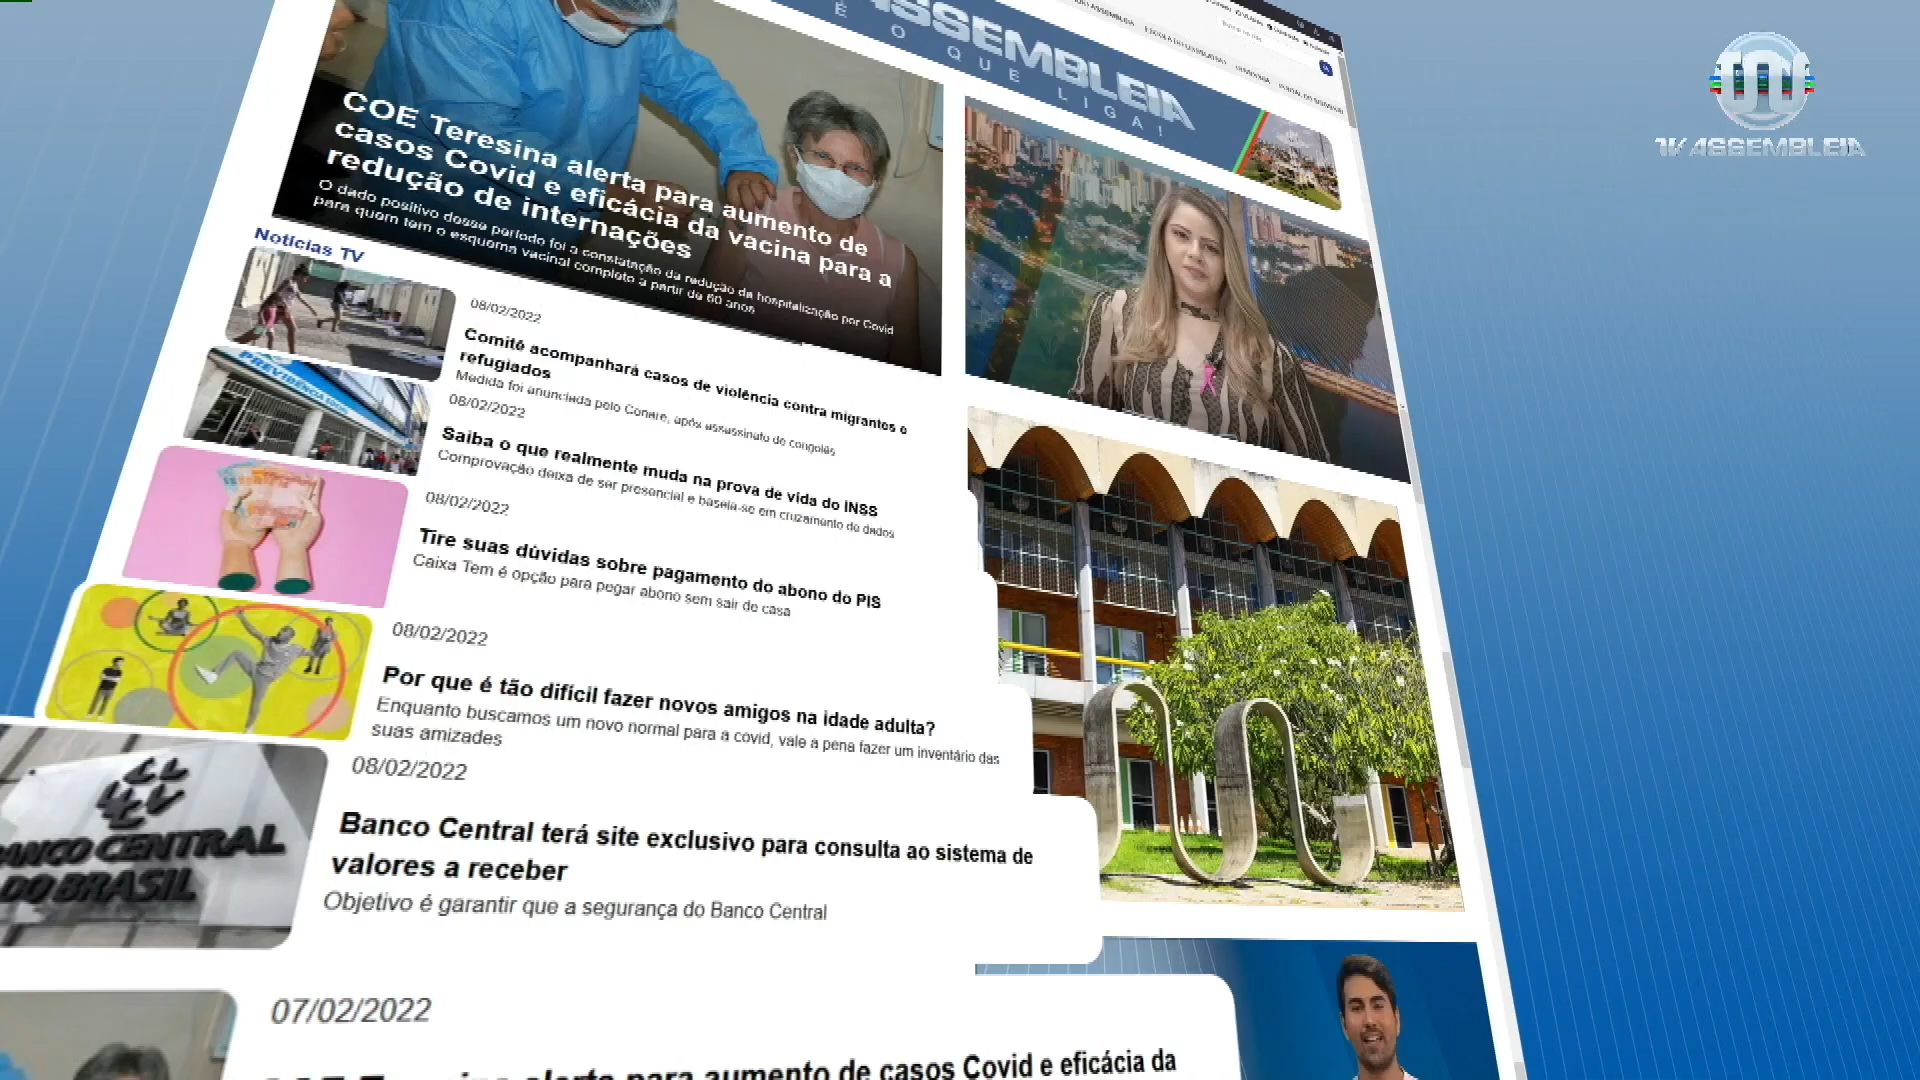 ASSEMBLEIA
É O QUE LIGA!
TV ASSEMBLEIA
COE Teresina alerta para aumento de
casos Covid e eficácia da vacina para a
redução de internações
O dado positivo desse período foi a constatação da redução da hospitalização por Covid
para quem tem o esquema vacinal completo a partir de 60 anos
Notícias TV
08/02/2022
Comitê acompanhará casos de violência contra migrantes e
refugiados
Medida foi anunciada pelo Conare, após assassinato de congolês
PREVIDÊNCIA SOCIAL
08/02/2022
Saiba o que realmente muda na prova de vida do INSS
Comprovação deixa de ser presencial e baseia-se em cruzamento de dados
08/02/2022
Tire suas dúvidas sobre pagamento do abono do PIS
Caixa Tem é opção para pegar abono sem sair de casa
08/02/2022
Por que é tão difícil fazer novos amigos na idade adulta?
Enquanto buscamos um novo normal para a covid, vale a pena fazer um inventário das
suas amizades
08/02/2022
Banco Central terá site exclusivo para consulta ao sistema de
valores a receber
Objetivo é garantir que a segurança do Banco Central
BANCO CENTRAL
DO BRASIL
07/02/2022
alerta para aumento de casos Covid e eficácia da